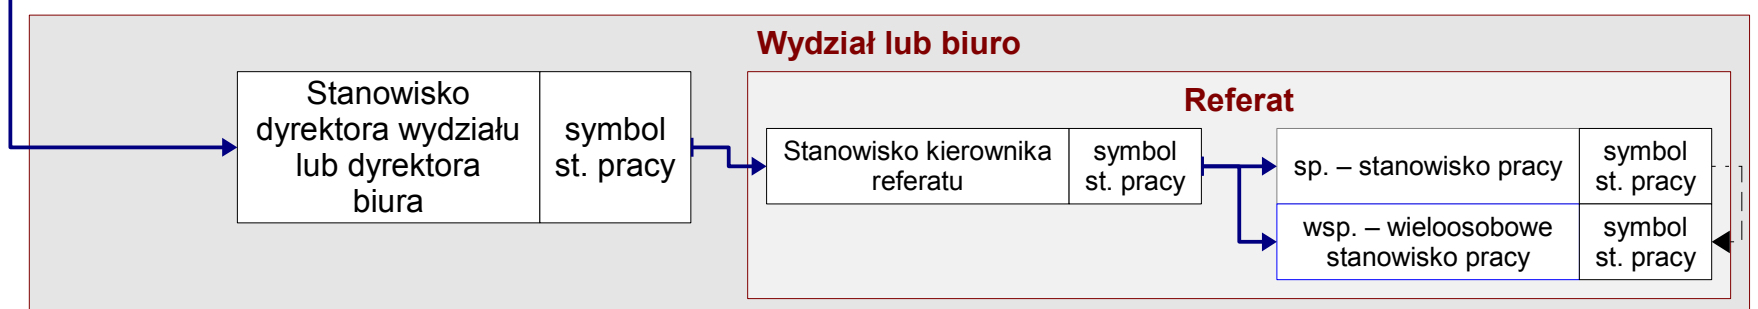 Wydział lub biuro
Stanowisko
dyrektora wydziału
lub dyrektora
biura
symbol
st. pracy
Referat
Stanowisko kierownika
referatu
symbol
st. pracy
sp. – stanowisko pracy
symbol
st. pracy
wsp. – wieloosobowe
stanowisko pracy
symbol
st. pracy